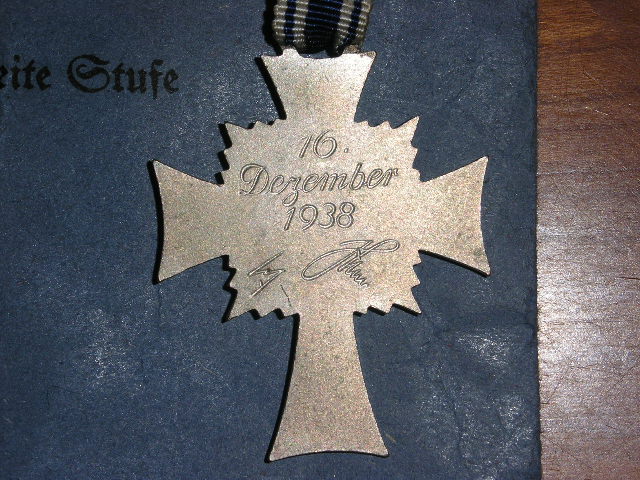 eite Stufe
16.
Dezember
1938